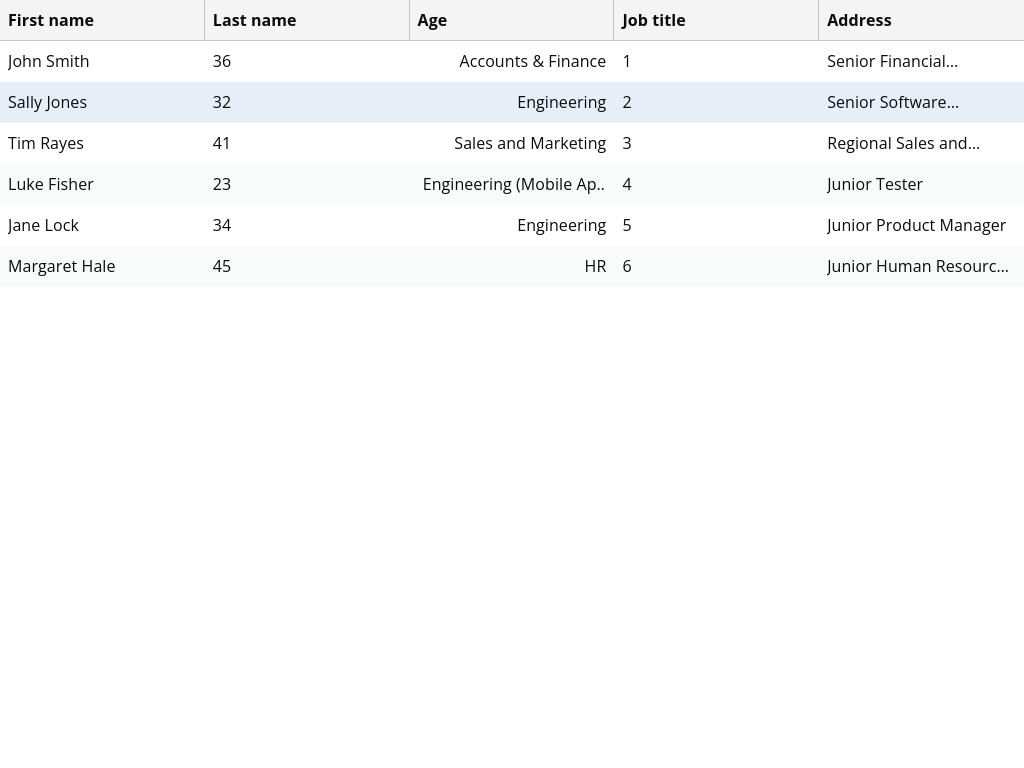 First name Last name Age Job title Address
John Smith 36 Accounts & Finance 1 Senior Financial...
Sally Jones 32 Engineering 2 Senior Software...
Tim Rayes 41 Sales and Marketing 3 Regional Sales and...
Luke Fisher 23 Engineering (Mobile Ap.. 4 Junior Tester
Jane Lock 34 Engineering 5 Junior Product Manager
Margaret Hale 45 HR 6 Junior Human Resourc...